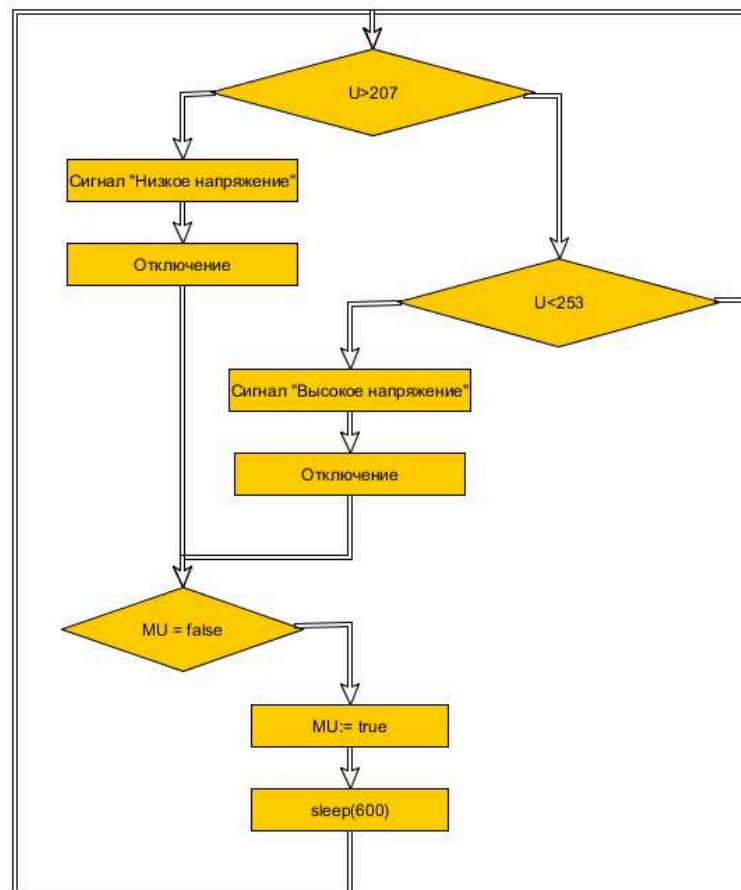 U>207
Сигнал "Низкое напряжение"
Отключение
U<253
Сигнал "Высокое напряжение"
Отключение
MU = false
MU:= true
sleep(600)